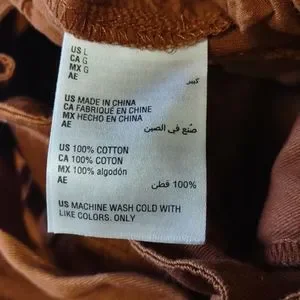 US L
CA G
MX G
AE كبير
US MADE IN CHINA
CA FABRIQUÉ EN CHINE
MX HECHO EN CHINA
AE صنع في الصين
US 100% COTTON
CA 100% COTON
MX 100% algodón
AE 100% قطن
US MACHINE WASH COLD WITH
LIKE COLORS. ONLY